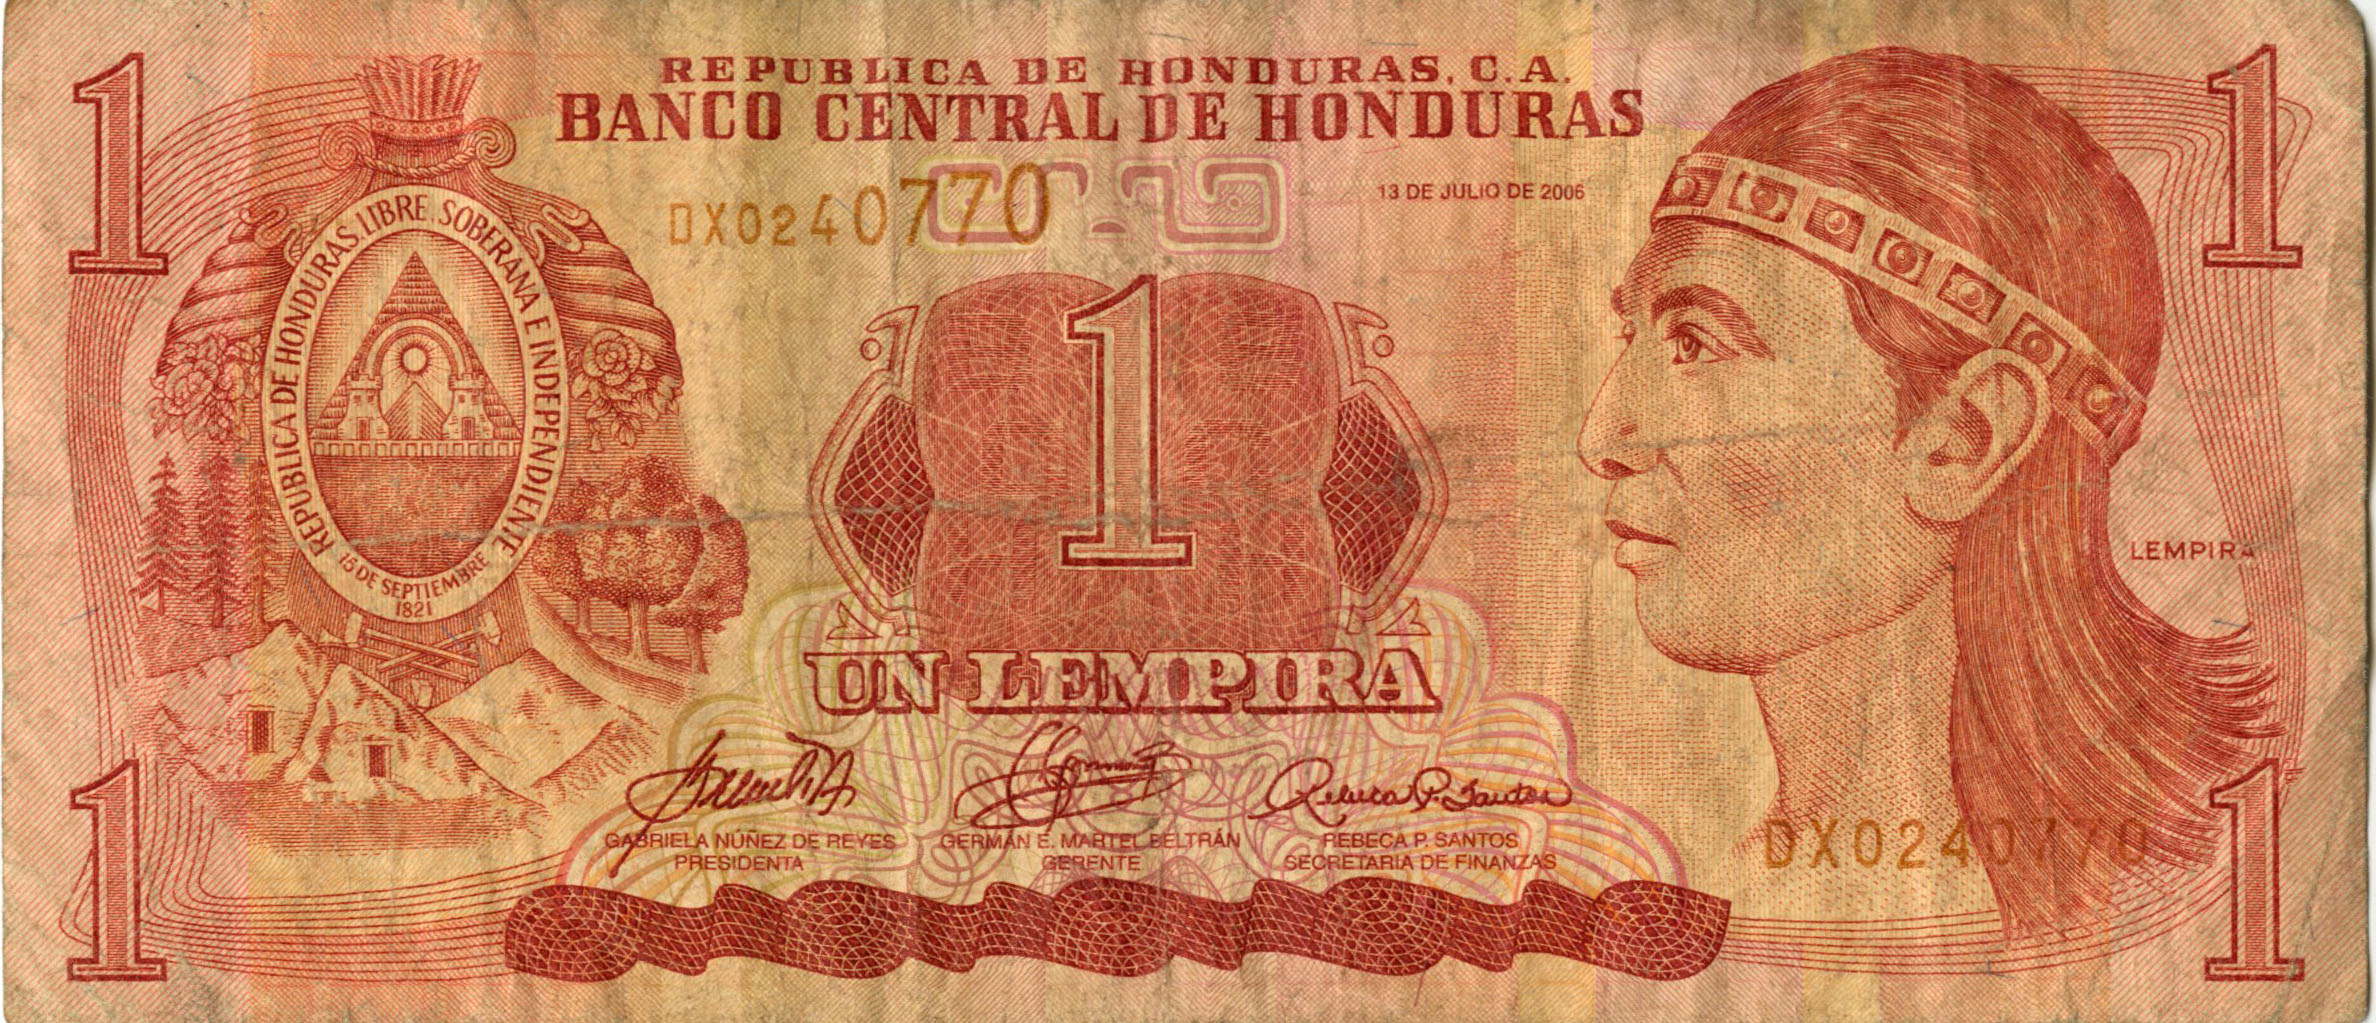 1
1
REPUBLICA DE HONDURAS, C.A.
BANCO CENTRAL DE HONDURAS
DX0240770
13 DE JULIO DE 2006
REPUBLICA DE HONDURAS, LIBRE, SOBERANA E INDEPENDIENTE
15 DE SEPTIEMBRE
1821
1
LEMPIRA
UN LEMPIRA
GABRIELA NÚÑEZ DE REYES
PRESIDENTA
GERMÁN E. MARTEL BELTRÁN
GERENTE
Rebeca P. Santos
REBECA P. SANTOS
SECRETARIA DE FINANZAS
DX0240770
1
1